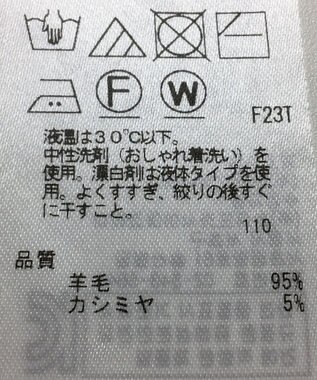 F W
F23T
液温は30℃以下。
中性洗剤（おしゃれ着洗い）を
使用。漂白剤は液体タイプを使
用。よくすすぎ、絞りの後すぐ
に干すこと。
110
品質
羊毛 95%
カシミヤ 5%